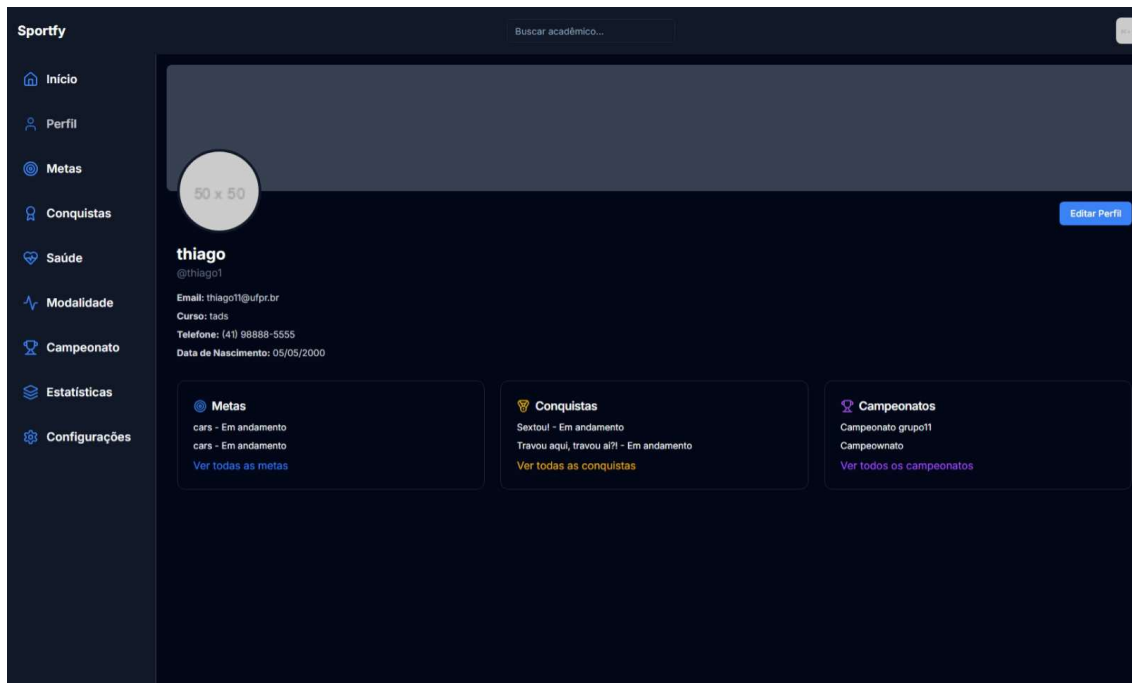 Sportfy
Buscar acadêmico...
Início
Perfil
Metas
Conquistas
Saúde
Modalidade
Campeonato
Estatísticas
Configurações
50 x 50
Editar Perfil
thiago
@thiago1
Email: thiago11@ufpr.br
Curso: tads
Telefone: (41) 98888-5555
Data de Nascimento: 05/05/2000
Metas
cars - Em andamento
cars - Em andamento
Ver todas as metas
Conquistas
Sextou! - Em andamento
Travou aqui, travou aí?! - Em andamento
Ver todas as conquistas
Campeonatos
Campeonato grupo11
Campeownato
Ver todos os campeonatos